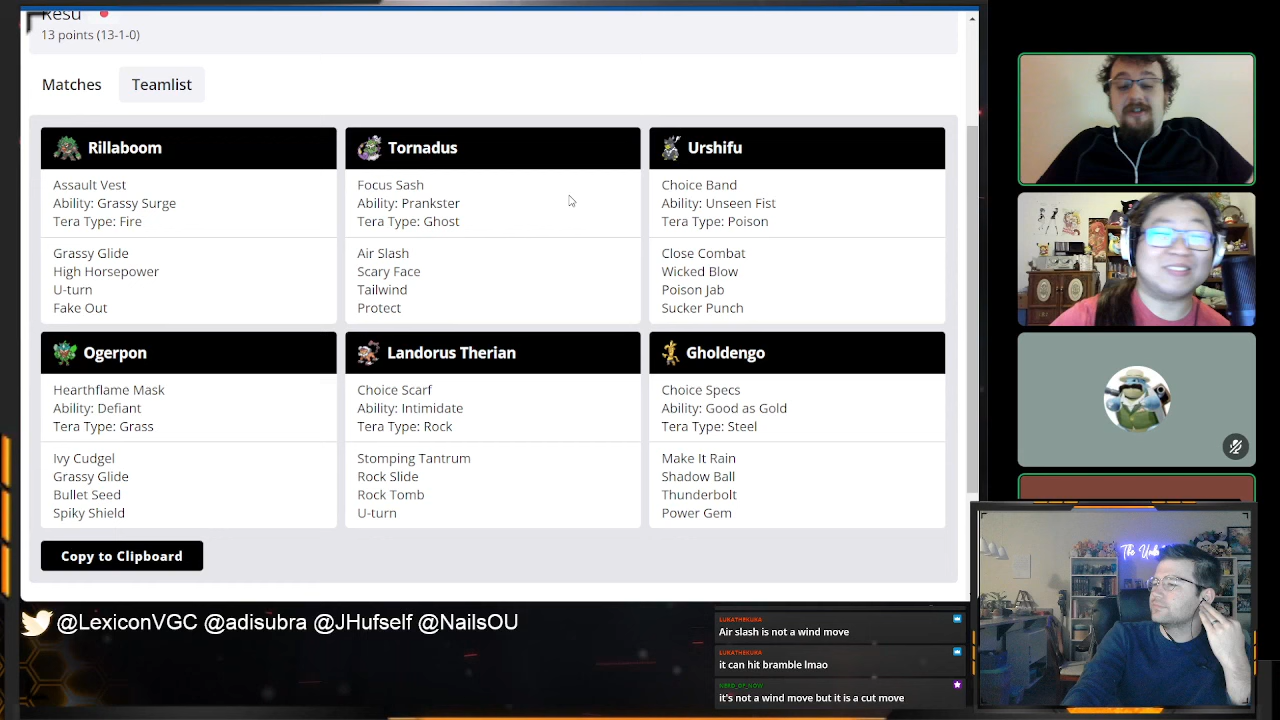 Resu
13 points (13-1-0)
Matches
Teamlist
Rillaboom
Assault Vest
Ability: Grassy Surge
Tera Type: Fire
Grassy Glide
High Horsepower
U-turn
Fake Out
Tornadus
Focus Sash
Ability: Prankster
Tera Type: Ghost
Air Slash
Scary Face
Tailwind
Protect
Urshifu
Choice Band
Ability: Unseen Fist
Tera Type: Poison
Close Combat
Wicked Blow
Poison Jab
Sucker Punch
Ogerpon
Hearthflame Mask
Ability: Defiant
Tera Type: Grass
Ivy Cudgel
Grassy Glide
Bullet Seed
Spiky Shield
Landorus Therian
Choice Scarf
Ability: Intimidate
Tera Type: Rock
Stomping Tantrum
Rock Slide
Rock Tomb
U-turn
Gholdengo
Choice Specs
Ability: Good as Gold
Tera Type: Steel
Make It Rain
Shadow Ball
Thunderbolt
Power Gem
Copy to Clipboard
@LexiconVGC @adisubra @JHufself @NailsOU
LUKATHEKUBA
Air slash is not a wind move
LUKATHEKUBA
it can hit bramble lmao
NERD_OF_NOW
it's not a wind move but it is a cut move
The